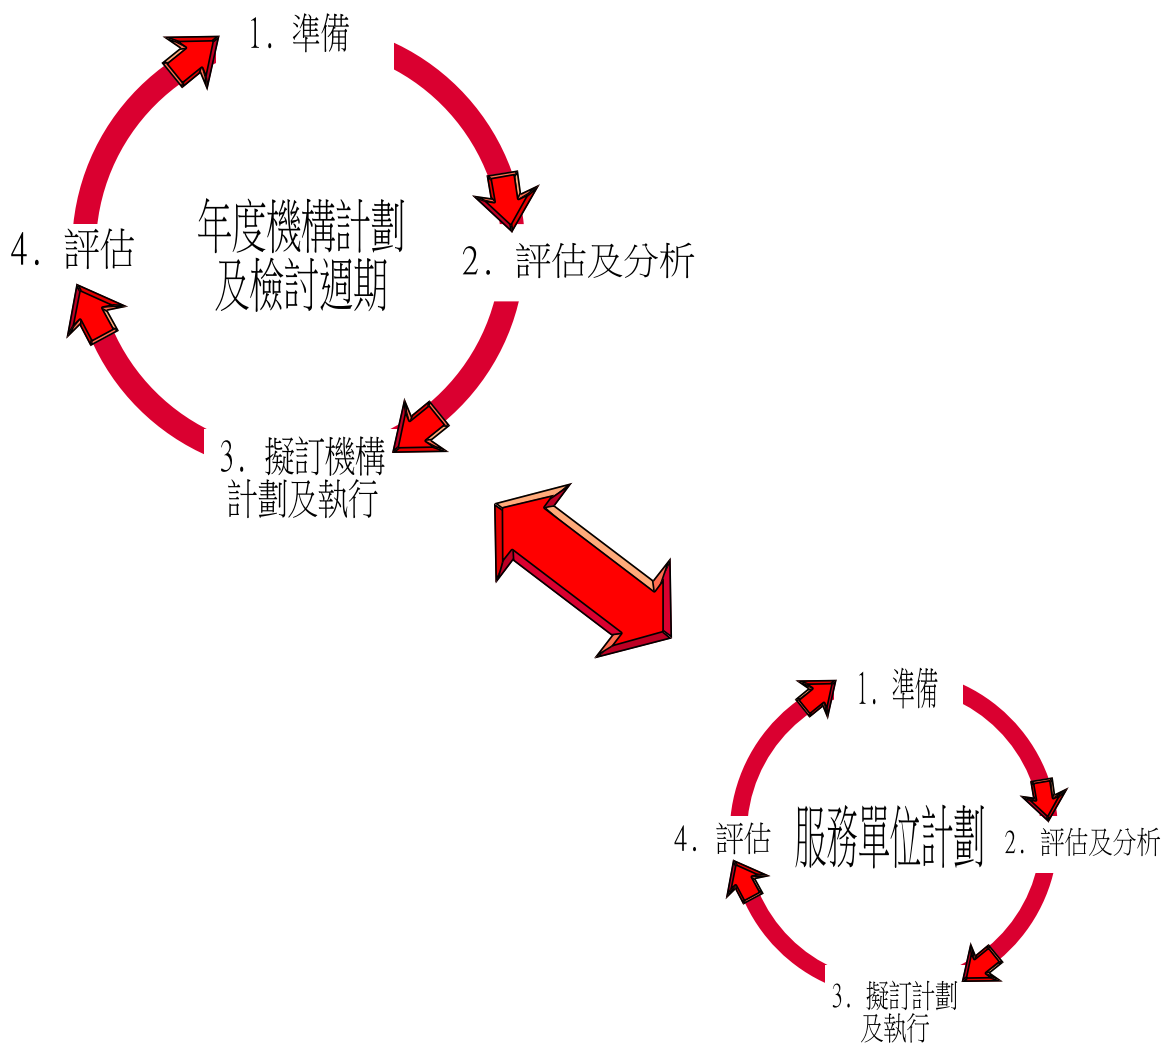 1. 準備
年度機構計劃
及檢討週期
4. 評估
2. 評估及分析
3. 擬訂機構
計劃及執行
1. 準備
4. 評估
服務單位計劃
2. 評估及分析
3. 擬訂計劃
及執行